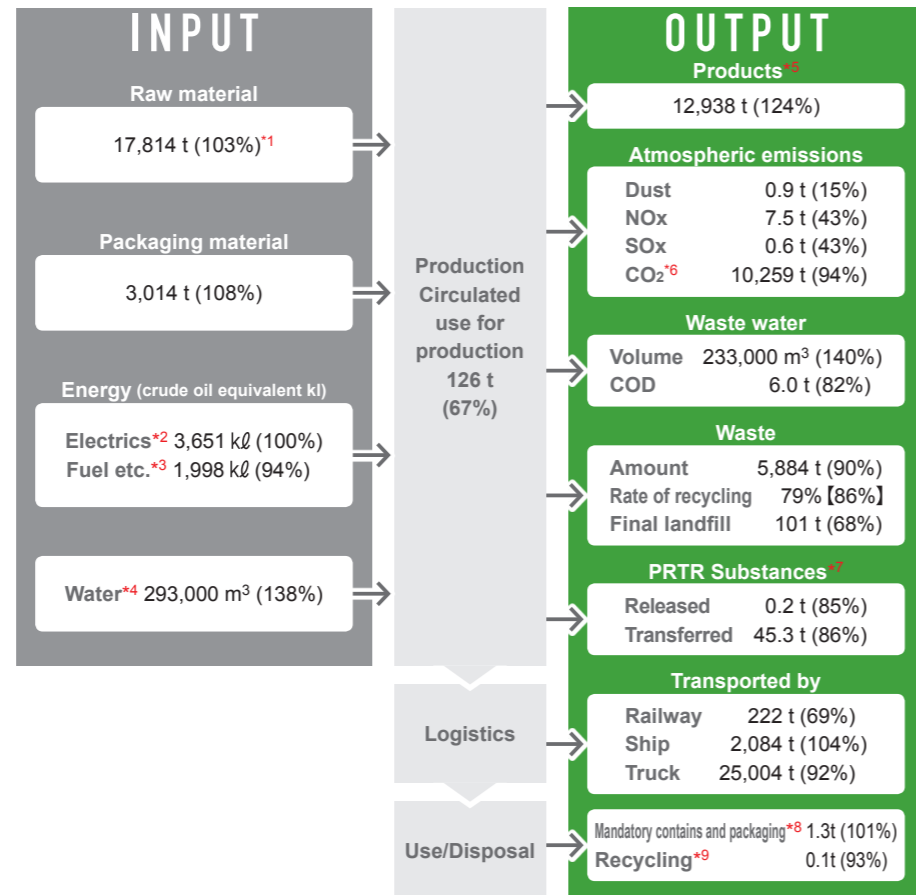 INPUT
Raw material
17,814 t (103%)*1
Packaging material
3,014 t (108%)
Energy (crude oil equivalent kl)
Electrics*2 3,651 kℓ (100%)
Fuel etc.*3 1,998 kℓ (94%)
Water*4 293,000 m³ (138%)
Production
Circulated
use for
production
126 t
(67%)
Logistics
Use/Disposal
OUTPUT
Products*5
12,938 t (124%)
Atmospheric emissions
Dust 0.9 t (15%)
NOx 7.5 t (43%)
SOx 0.6 t (43%)
CO₂*6 10,259 t (94%)
Waste water
Volume 233,000 m³ (140%)
COD 6.0 t (82%)
Waste
Amount 5,884 t (90%)
Rate of recycling 79%【86%】
Final landfill 101 t (68%)
PRTR Substances*7
Released 0.2 t (85%)
Transferred 45.3 t (86%)
Transported by
Railway 222 t (69%)
Ship 2,084 t (104%)
Truck 25,004 t (92%)
Mandatory contains and packaging*8 1.3t (101%)
Recycling*9 0.1t (93%)